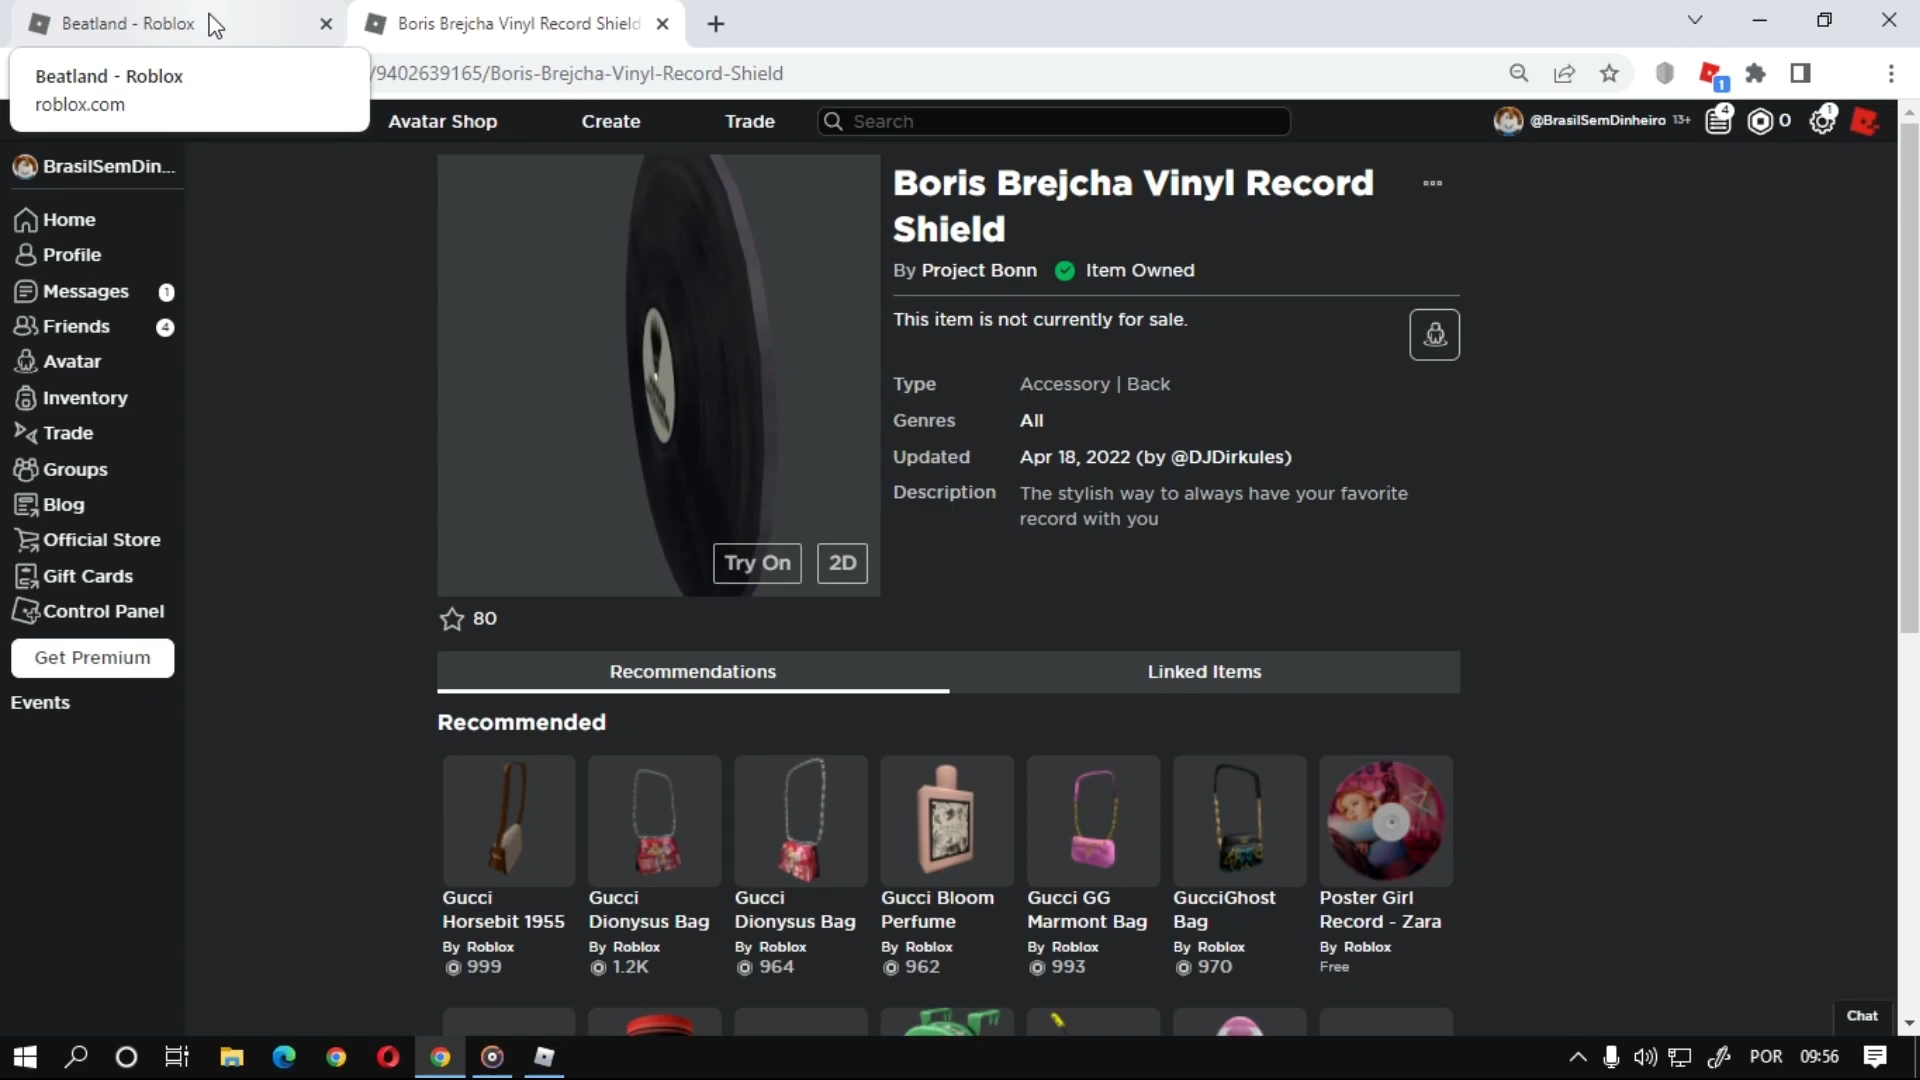 Beatland - Roblox
Boris Brejcha Vinyl Record Shield
Beatland - Roblox
roblox.com
/9402639165/Boris-Brejcha-Vinyl-Record-Shield
1
Avatar Shop
Create
Trade
Search
@BrasilSemDinheiro 13+
4
0
1
BrasilSemDin...
Home
Profile
Messages 1
Friends 4
Avatar
Inventory
Trade
Groups
Blog
Official Store
Gift Cards
Control Panel
Get Premium
Events
Boris Brejcha Vinyl Record
Shield
By Project Bonn
Item Owned
This item is not currently for sale.
Type Accessory | Back
Genres All
Updated Apr 18, 2022 (by @DJDirkules)
Description The stylish way to always have your favorite
record with you
Try On
2D
80
Recommendations
Linked Items
Recommended
Gucci
Horsebit 1955
By Roblox
999
Gucci
Dionysus Bag
By Roblox
1.2K
Gucci
Dionysus Bag
By Roblox
964
Gucci Bloom
Perfume
By Roblox
962
Gucci GG
Marmont Bag
By Roblox
993
GucciGhost
Bag
By Roblox
970
Poster Girl
Record - Zara
By Roblox
Free
Chat
POR
09:56